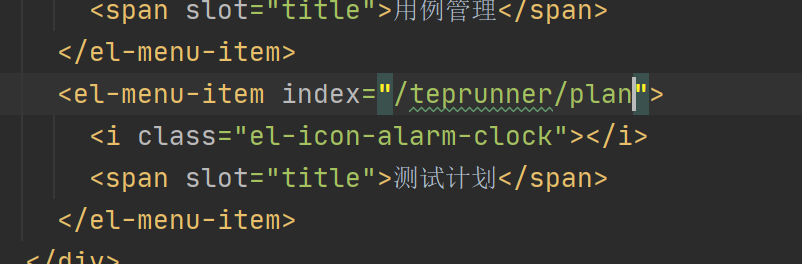 <span slot="title">用例管理</span>
</el-menu-item>
<el-menu-item index="/teprunner/plan">
<i class="el-icon-alarm-clock"></i>
<span slot="title">测试计划</span>
</el-menu-item>
</div>